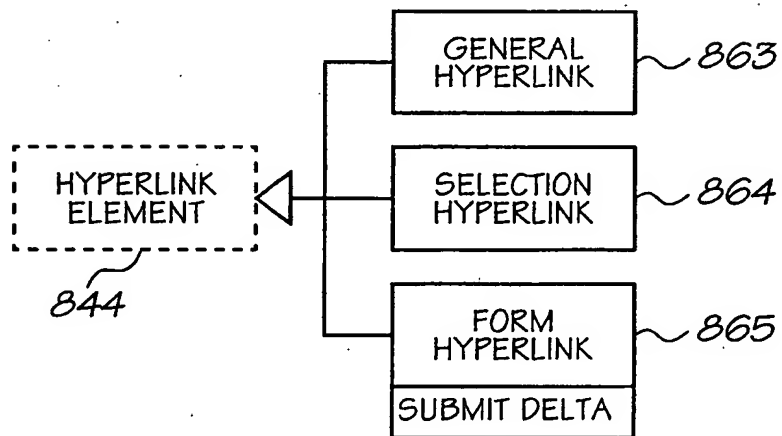 GENERAL
HYPERLINK
863
HYPERLINK
ELEMENT
844
SELECTION
HYPERLINK
864
FORM
HYPERLINK
865
SUBMIT DELTA